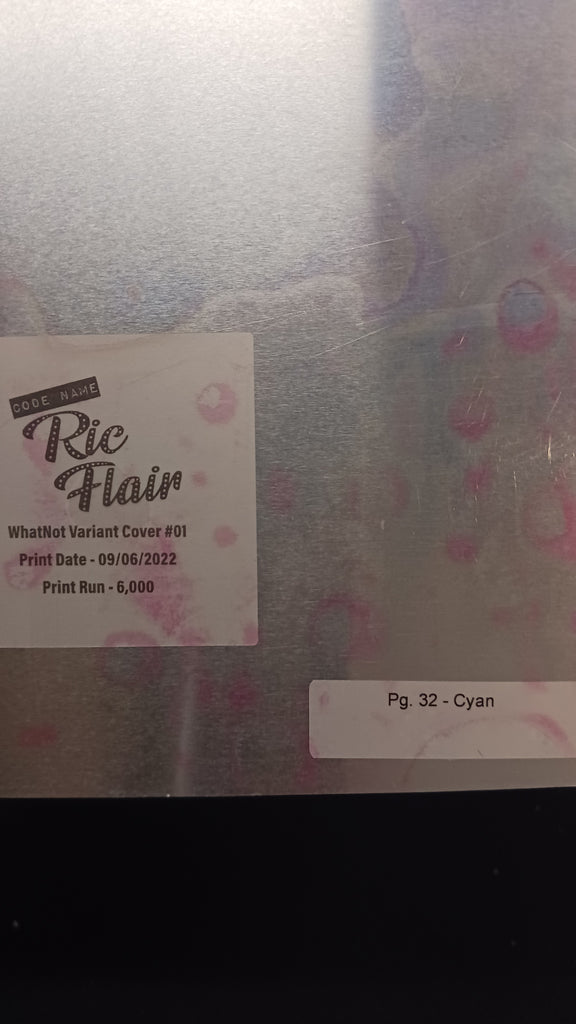 CODE NAME
Ric
Flair
WhatNot Variant Cover #01
Print Date - 09/06/2022
Print Run - 6,000
Pg. 32 - Cyan